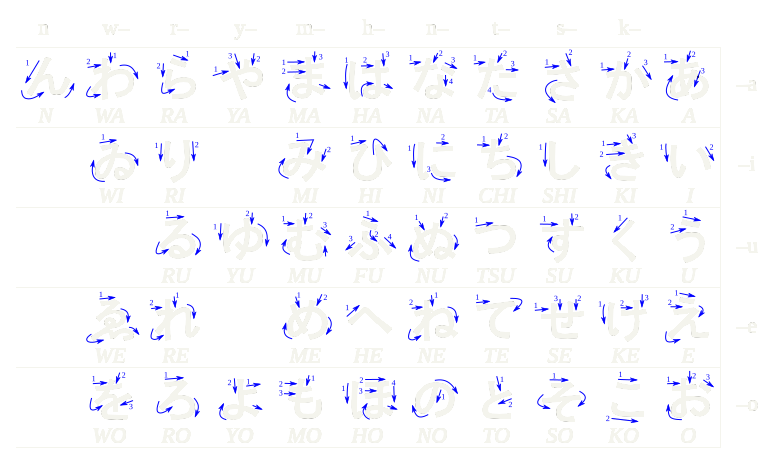 n w– r– y– m– h– n– t– s– k–
ん わ ら や ま は な た さ か あ –a
N WA RA YA MA HA NA TA SA KA A
ゐ り み ひ に ち し き い –i
WI RI MI HI NI CHI SHI KI I
る ゆ む ふ ぬ つ す く う –u
RU YU MU FU NU TSU SU KU U
ゑ れ め へ ね て せ け え –e
WE RE ME HE NE TE SE KE E
を ろ よ も ほ の と そ こ お –o
WO RO YO MO HO NO TO SO KO O